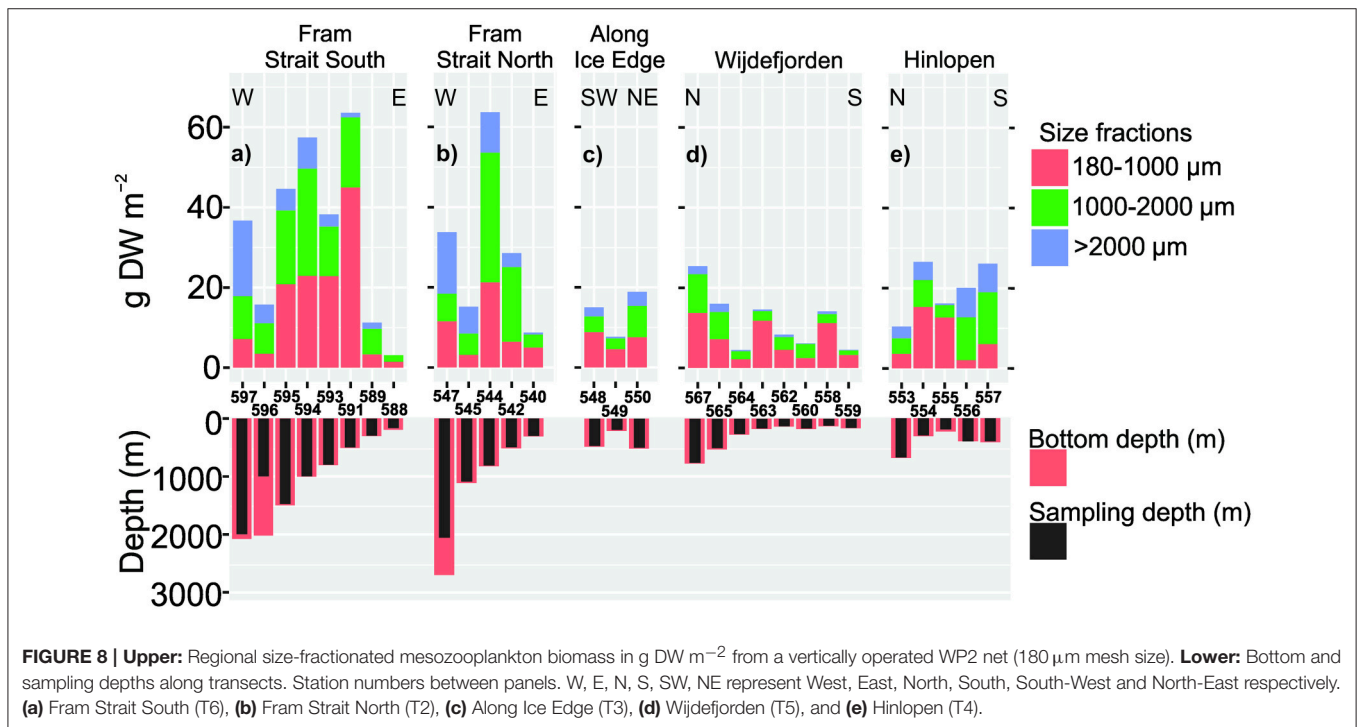 Fram
Strait South
Fram
Strait North
Along
Ice Edge
Wijdefjorden
Hinlopen
W E
W E
SW NE
N S
N S
a)
b)
c)
d)
e)
g DW m⁻²
60
40
20
0
Size fractions
180-1000 µm
1000-2000 µm
>2000 µm
597 595 593 589
596 594 591 588
547 544 540
545 542
548 550
549
567 564 562 558
565 563 560 559
553 555 557
554 556
Depth (m)
0
1000
2000
3000
Bottom depth (m)
Sampling depth (m)
FIGURE 8 | Upper: Regional size-fractionated mesozooplankton biomass in g DW m⁻² from a vertically operated WP2 net (180 µm mesh size). Lower: Bottom and
sampling depths along transects. Station numbers between panels. W, E, N, S, SW, NE represent West, East, North, South, South-West and North-East respectively.
(a) Fram Strait South (T6), (b) Fram Strait North (T2), (c) Along Ice Edge (T3), (d) Wijdefjorden (T5), and (e) Hinlopen (T4).